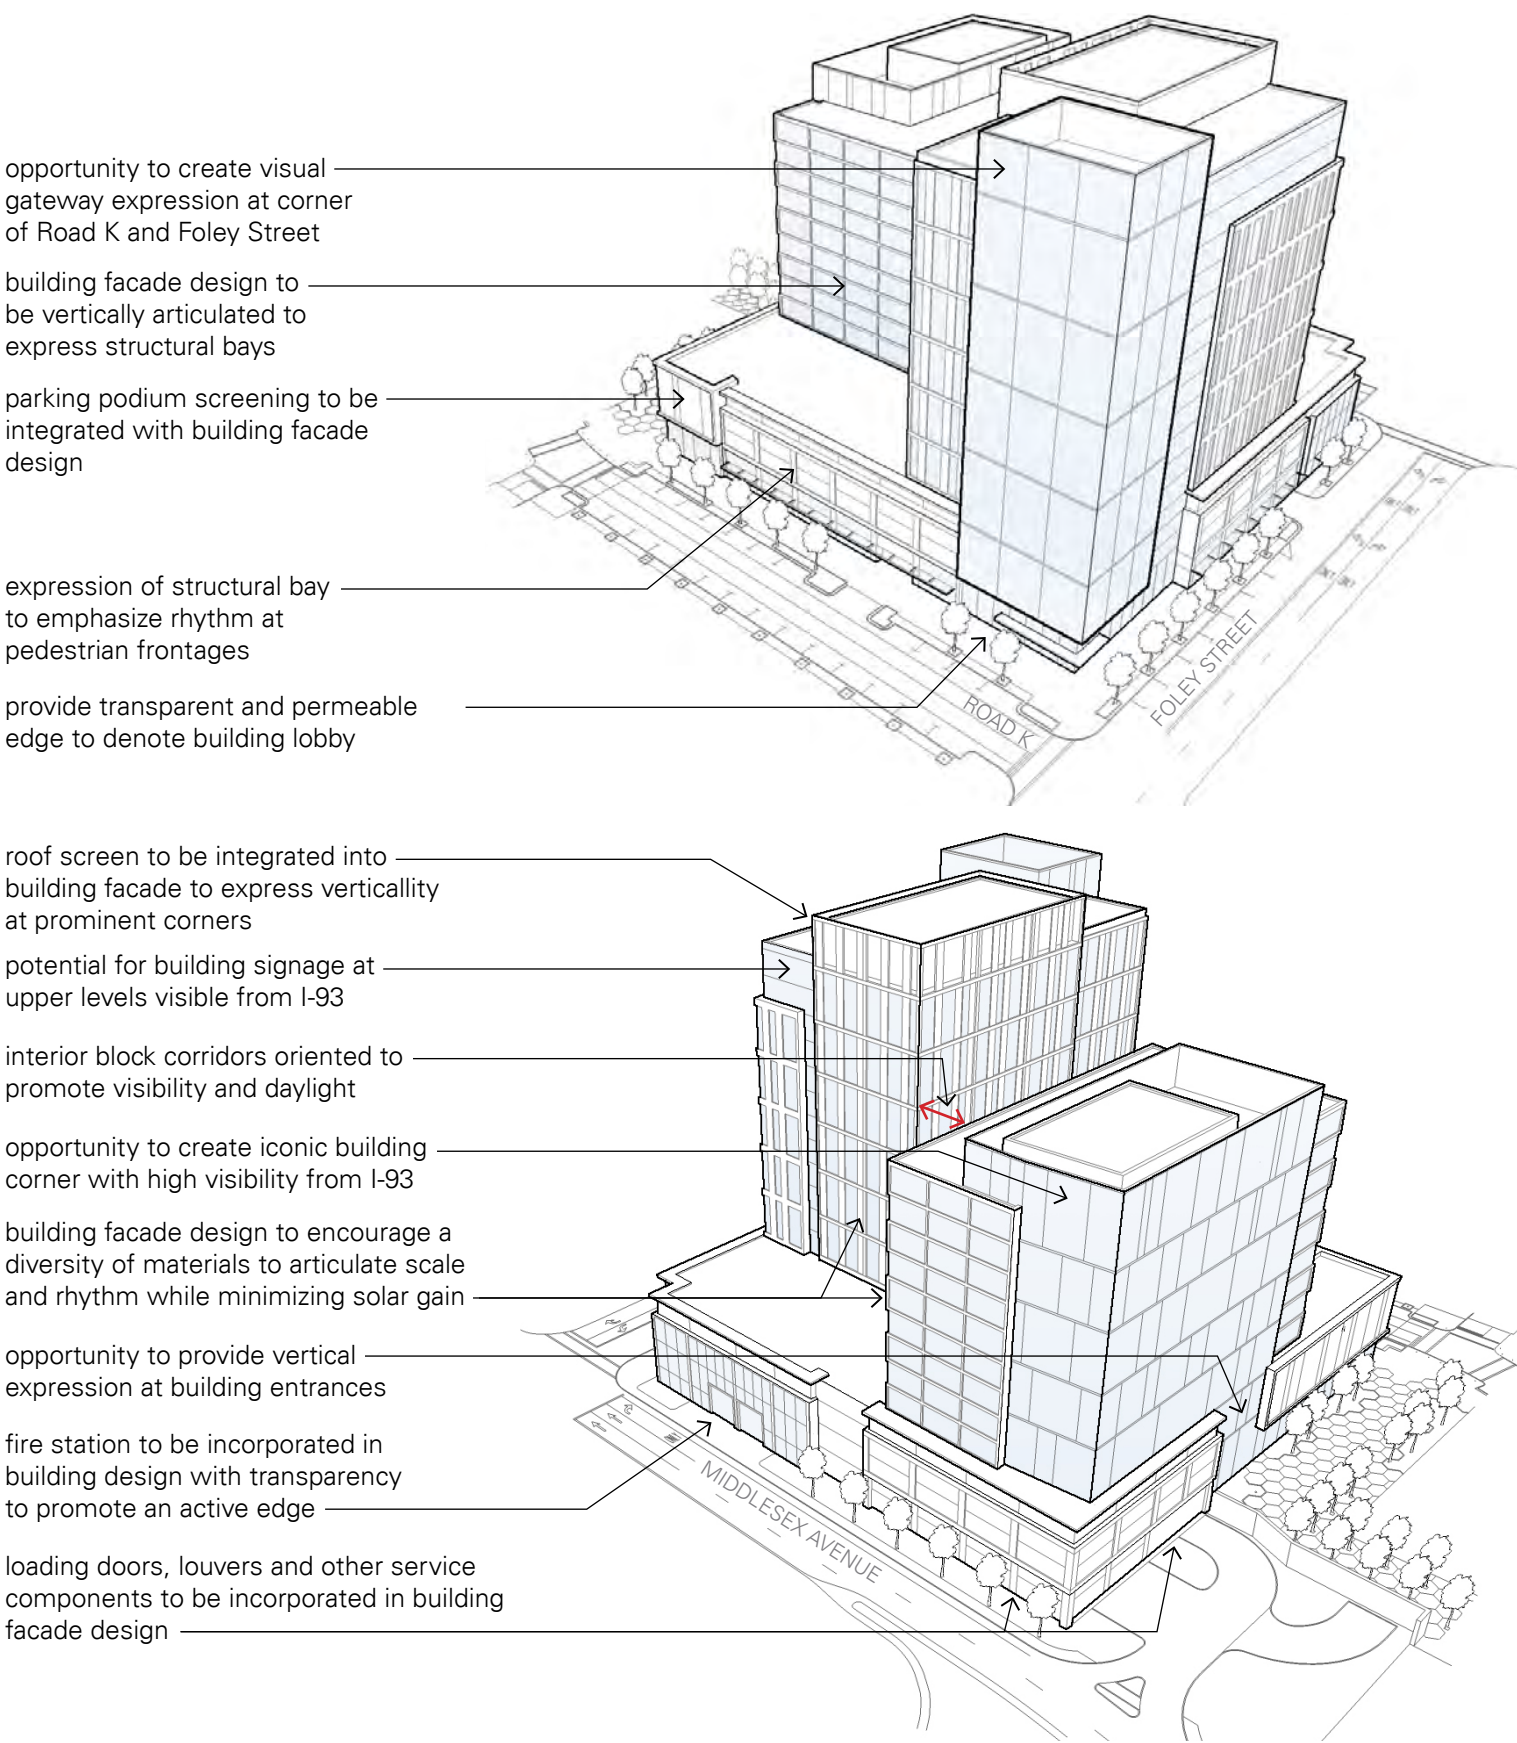 opportunity to create visual
gateway expression at corner
of Road K and Foley Street
building facade design to
be vertically articulated to
express structural bays
parking podium screening to be
integrated with building facade
design
expression of structural bay
to emphasize rhythm at
pedestrian frontages
provide transparent and permeable
edge to denote building lobby
ROAD K
FOLEY STREET
roof screen to be integrated into
building facade to express verticallity
at prominent corners
potential for building signage at
upper levels visible from I-93
interior block corridors oriented to
promote visibility and daylight
opportunity to create iconic building
corner with high visibility from I-93
building facade design to encourage a
diversity of materials to articulate scale
and rhythm while minimizing solar gain
opportunity to provide vertical
expression at building entrances
fire station to be incorporated in
building design with transparency
to promote an active edge
loading doors, louvers and other service
components to be incorporated in building
facade design
MIDDLESEX AVENUE